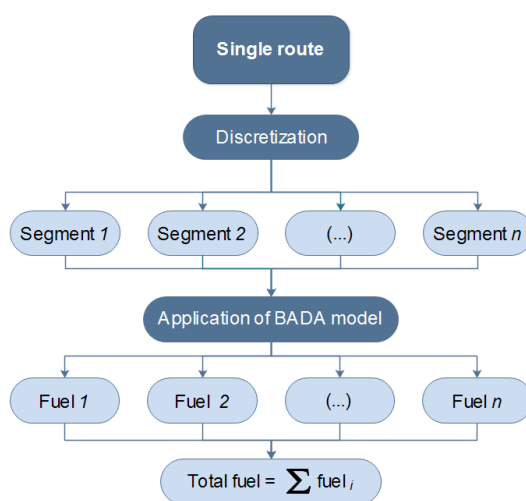 Single route
Discretization
Segment 1
Segment 2
(...)
Segment n
Application of BADA model
Fuel 1
Fuel 2
(...)
Fuel n
Total fuel = ∑ fuel i